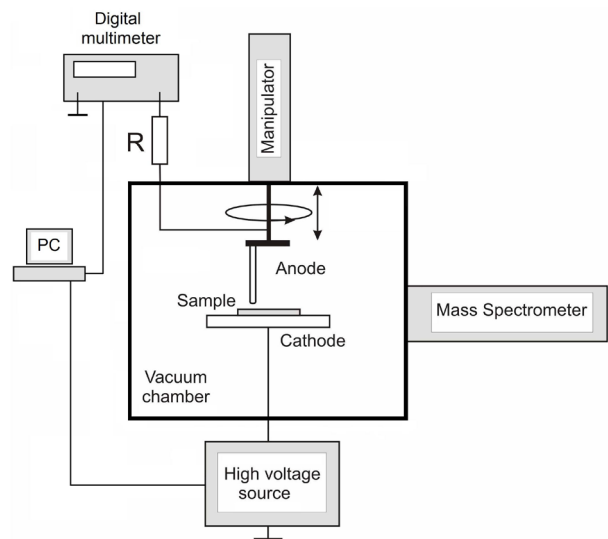 Digital
multimeter
Manipulator
R
PC
Anode
Sample
Cathode
Mass Spectrometer
Vacuum
chamber
High voltage
source